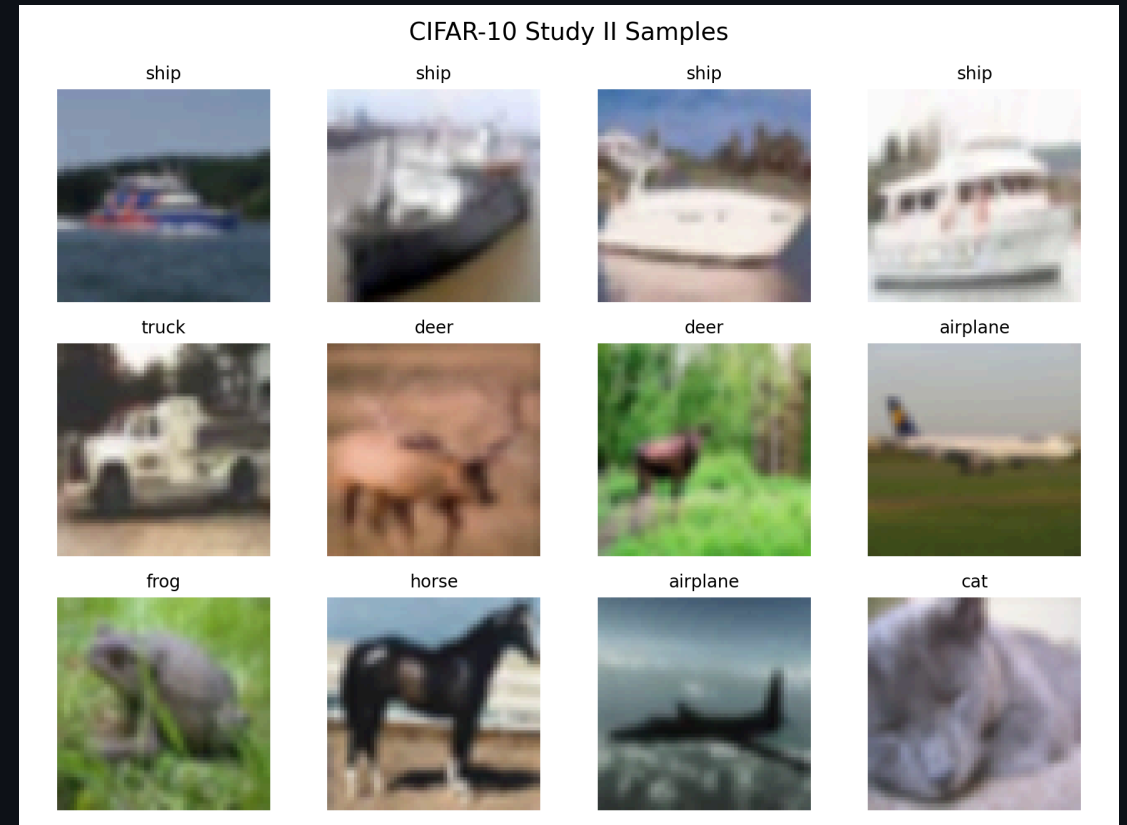 CIFAR-10 Study II Samples
ship ship ship ship
truck deer deer airplane
frog horse airplane cat